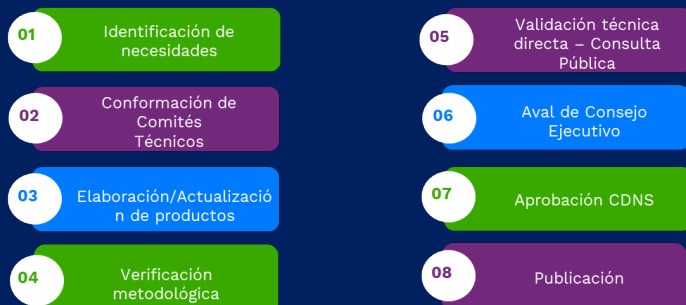 01
Identificación de
necesidades
02
Conformación de
Comités
Técnicos
03
Elaboración/Actualizació
n de productos
04
Verificación
metodológica
05
Validación técnica
directa – Consulta
Pública
06
Aval de Consejo
Ejecutivo
07
Aprobación CDNS
08
Publicación